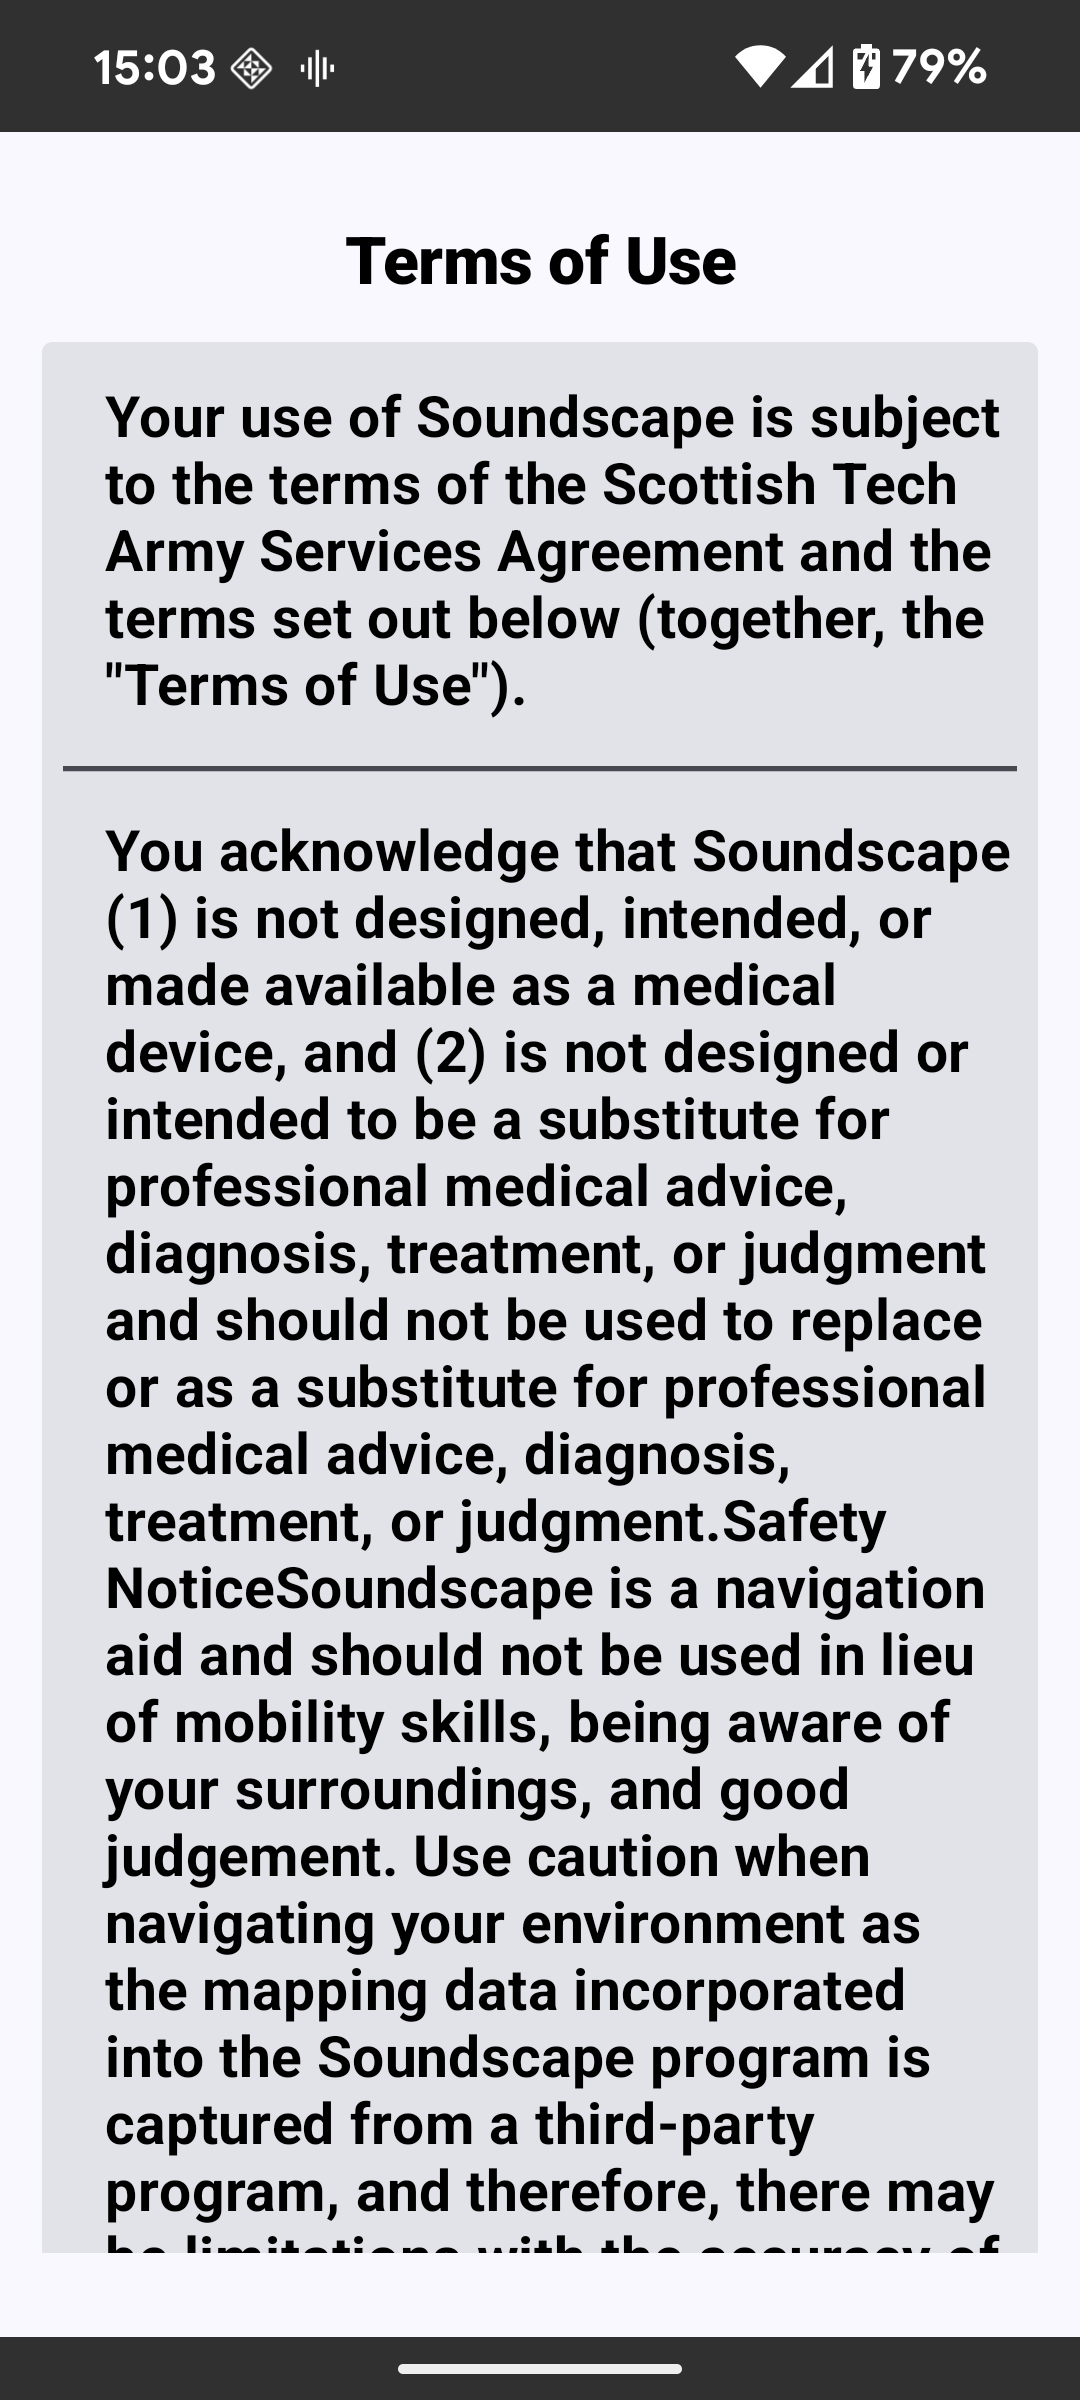 15:03
79%
Terms of Use
Your use of Soundscape is subject
to the terms of the Scottish Tech
Army Services Agreement and the
terms set out below (together, the
"Terms of Use").
You acknowledge that Soundscape
(1) is not designed, intended, or
made available as a medical
device, and (2) is not designed or
intended to be a substitute for
professional medical advice,
diagnosis, treatment, or judgment
and should not be used to replace
or as a substitute for professional
medical advice, diagnosis,
treatment, or judgment.Safety
NoticeSoundscape is a navigation
aid and should not be used in lieu
of mobility skills, being aware of
your surroundings, and good
judgement. Use caution when
navigating your environment as
the mapping data incorporated
into the Soundscape program is
captured from a third-party
program, and therefore, there may
be limitations with the accuracy of